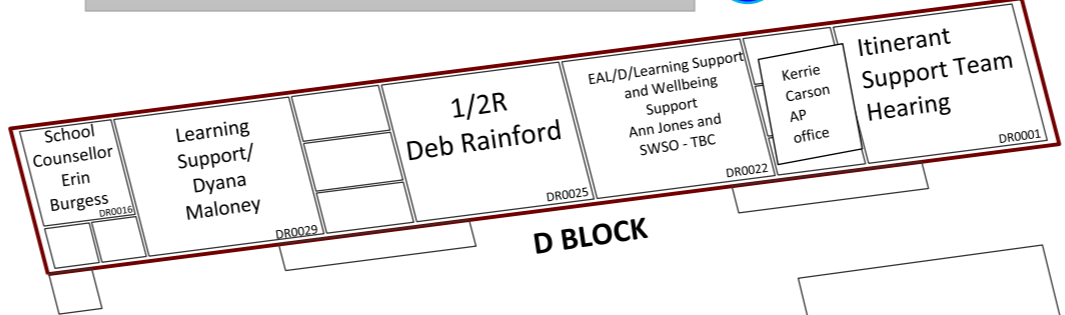 School
Counsellor
Erin
Burgess
DR0016
Learning
Support/
Dyana
Maloney
DR0029
1/2R
Deb Rainford
DR0025
EAL/D/Learning Support
and Wellbeing
Support
Ann Jones and
SWSO - TBC
DR0022
Kerrie
Carson
AP
office
Itinerant
Support Team
Hearing
DR0001
D BLOCK